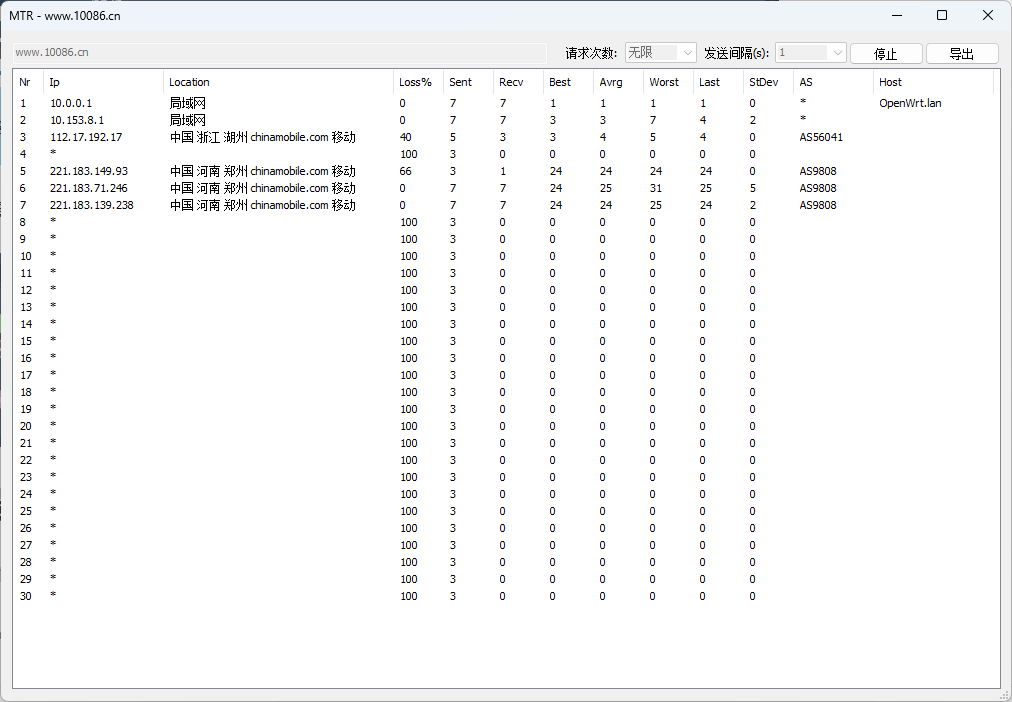 MTR - www.10086.cn
www.10086.cn 请求次数: 无限 发送间隔(s): 1 停止 导出
Nr Ip Location Loss% Sent Recv Best Avrg Worst Last StDev AS Host
1 10.0.0.1 局域网 0 7 7 1 1 1 1 0 * OpenWrt.lan
2 10.153.8.1 局域网 0 7 7 3 3 7 4 2 *
3 112.17.192.17 中国 浙江 湖州 chinamobile.com 移动 40 5 3 3 4 5 4 0 AS56041
4 * 100 3 0 0 0 0 0 0
5 221.183.149.93 中国 河南 郑州 chinamobile.com 移动 66 3 1 24 24 24 24 0 AS9808
6 221.183.71.246 中国 河南 郑州 chinamobile.com 移动 0 7 7 24 25 31 25 5 AS9808
7 221.183.139.238 中国 河南 郑州 chinamobile.com 移动 0 7 7 24 24 25 24 2 AS9808
8 * 100 3 0 0 0 0 0 0
9 * 100 3 0 0 0 0 0 0
10 * 100 3 0 0 0 0 0 0
11 * 100 3 0 0 0 0 0 0
12 * 100 3 0 0 0 0 0 0
13 * 100 3 0 0 0 0 0 0
14 * 100 3 0 0 0 0 0 0
15 * 100 3 0 0 0 0 0 0
16 * 100 3 0 0 0 0 0 0
17 * 100 3 0 0 0 0 0 0
18 * 100 3 0 0 0 0 0 0
19 * 100 3 0 0 0 0 0 0
20 * 100 3 0 0 0 0 0 0
21 * 100 3 0 0 0 0 0 0
22 * 100 3 0 0 0 0 0 0
23 * 100 3 0 0 0 0 0 0
24 * 100 3 0 0 0 0 0 0
25 * 100 3 0 0 0 0 0 0
26 * 100 3 0 0 0 0 0 0
27 * 100 3 0 0 0 0 0 0
28 * 100 3 0 0 0 0 0 0
29 * 100 3 0 0 0 0 0 0
30 * 100 3 0 0 0 0 0 0